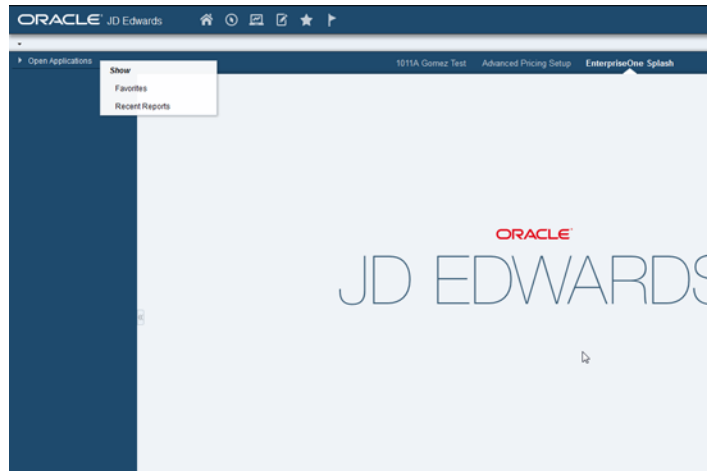 ORACLE JD Edwards
Open Applications
Show
Favorites
Recent Reports
1011A Gomez Test Advanced Pricing Setup EnterpriseOne Splash
ORACLE
JD EDWARDS